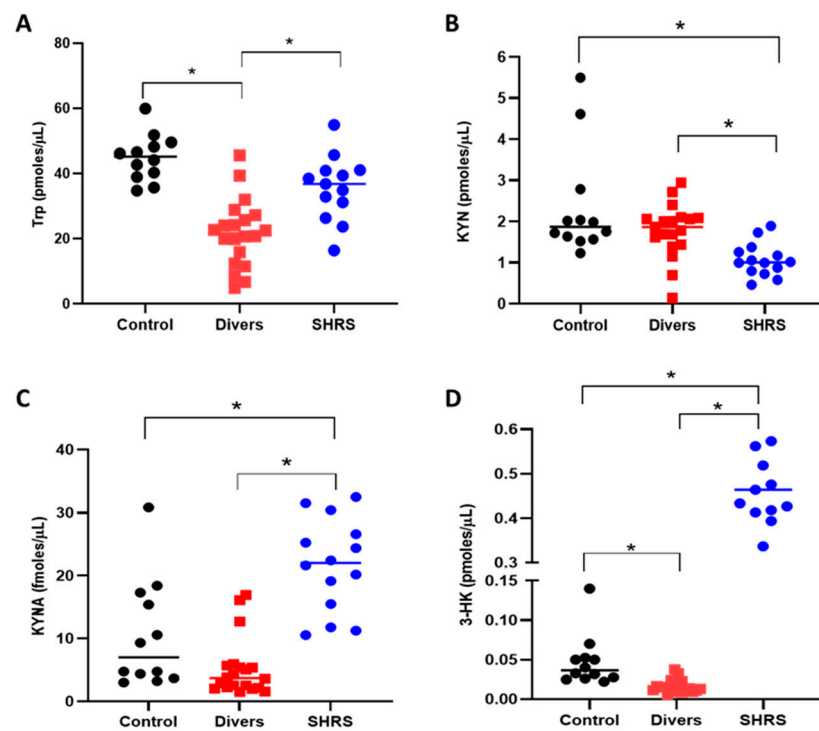 A
Trp (pmoles/µL)
80
60
40
20
0
*
*
Control Divers SHRS
B
KYN (pmoles/µL)
6
5
4
3
2
1
0
*
*
Control Divers SHRS
C
KYNA (fmoles/µL)
40
30
20
10
0
*
*
Control Divers SHRS
D
3-HK (pmoles/µL)
0.6
0.5
0.4
0.3
0.15
0.10
0.05
0.00
*
*
*
Control Divers SHRS